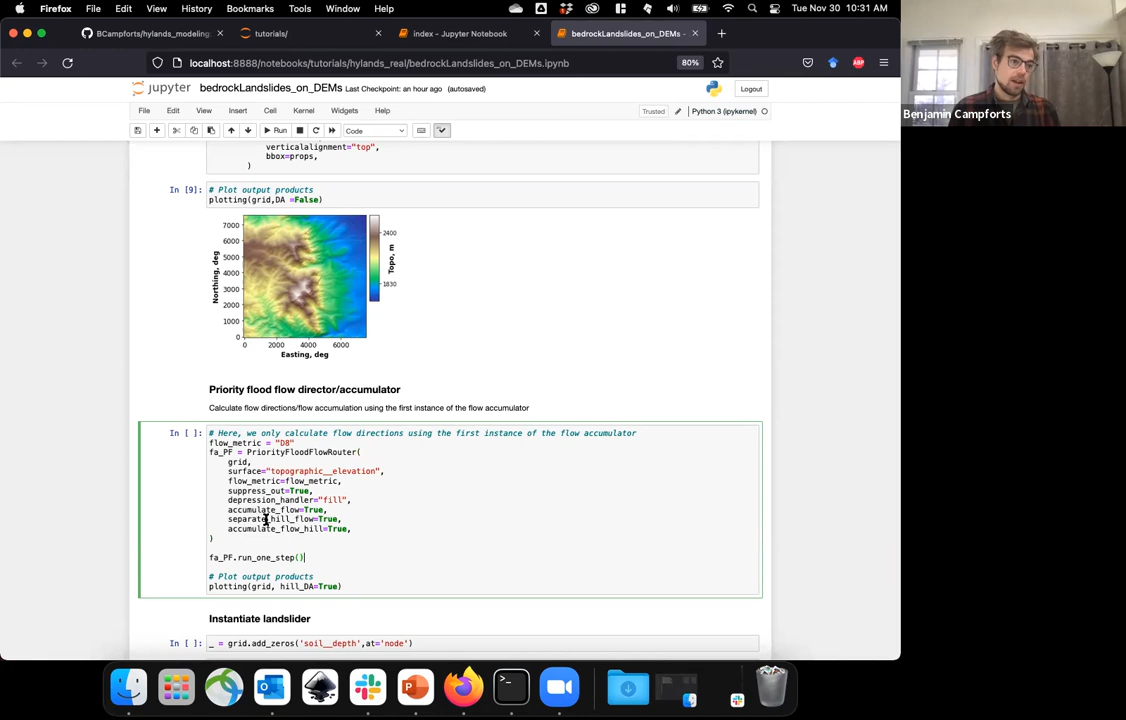 Firefox File Edit View History Bookmarks Tools Window Help Tue Nov 30 10:31 AM
BCampforts/hylands_modeling: tutorials/ index - Jupyter Notebook bedrockLandslides_on_DEMs -
localhost:8888/notebooks/tutorials/hylands_real/bedrockLandslides_on_DEMs.ipynb 80%
ABP
jupyter bedrockLandslides_on_DEMs Last Checkpoint: an hour ago (autosaved) Logout
File Edit View Insert Cell Kernel Widgets Help Trusted Python 3 (ipykernel)
Run Code
Benjamin Campforts
verticalalignment="top",
bbox=props,
)
In [9]: # Plot output products
plotting(grid,DA =False)
7000
6000
5000
4000
3000
2000
1000
0
Northing, deg
0 2000 4000 6000
Easting, deg
2400
1830
Topo, m
Priority flood flow director/accumulator
Calculate flow directions/flow accumulation using the first instance of the flow accumulator
In [ ]: # Here, we only calculate flow directions using the first instance of the flow accumulator
flow_metric = "D8"
fa_PF = PriorityFloodFlowRouter(
grid,
surface="topographic__elevation",
flow_metric=flow_metric,
suppress_out=True,
depression_handler="fill",
accumulate_flow=True,
separate_hill_flow=True,
accumulate_flow_hill=True,
)
fa_PF.run_one_step()
# Plot output products
plotting(grid, hill_DA=True)
Instantiate landslider
In [ ]: _ = grid.add_zeros('soil__depth',at='node')